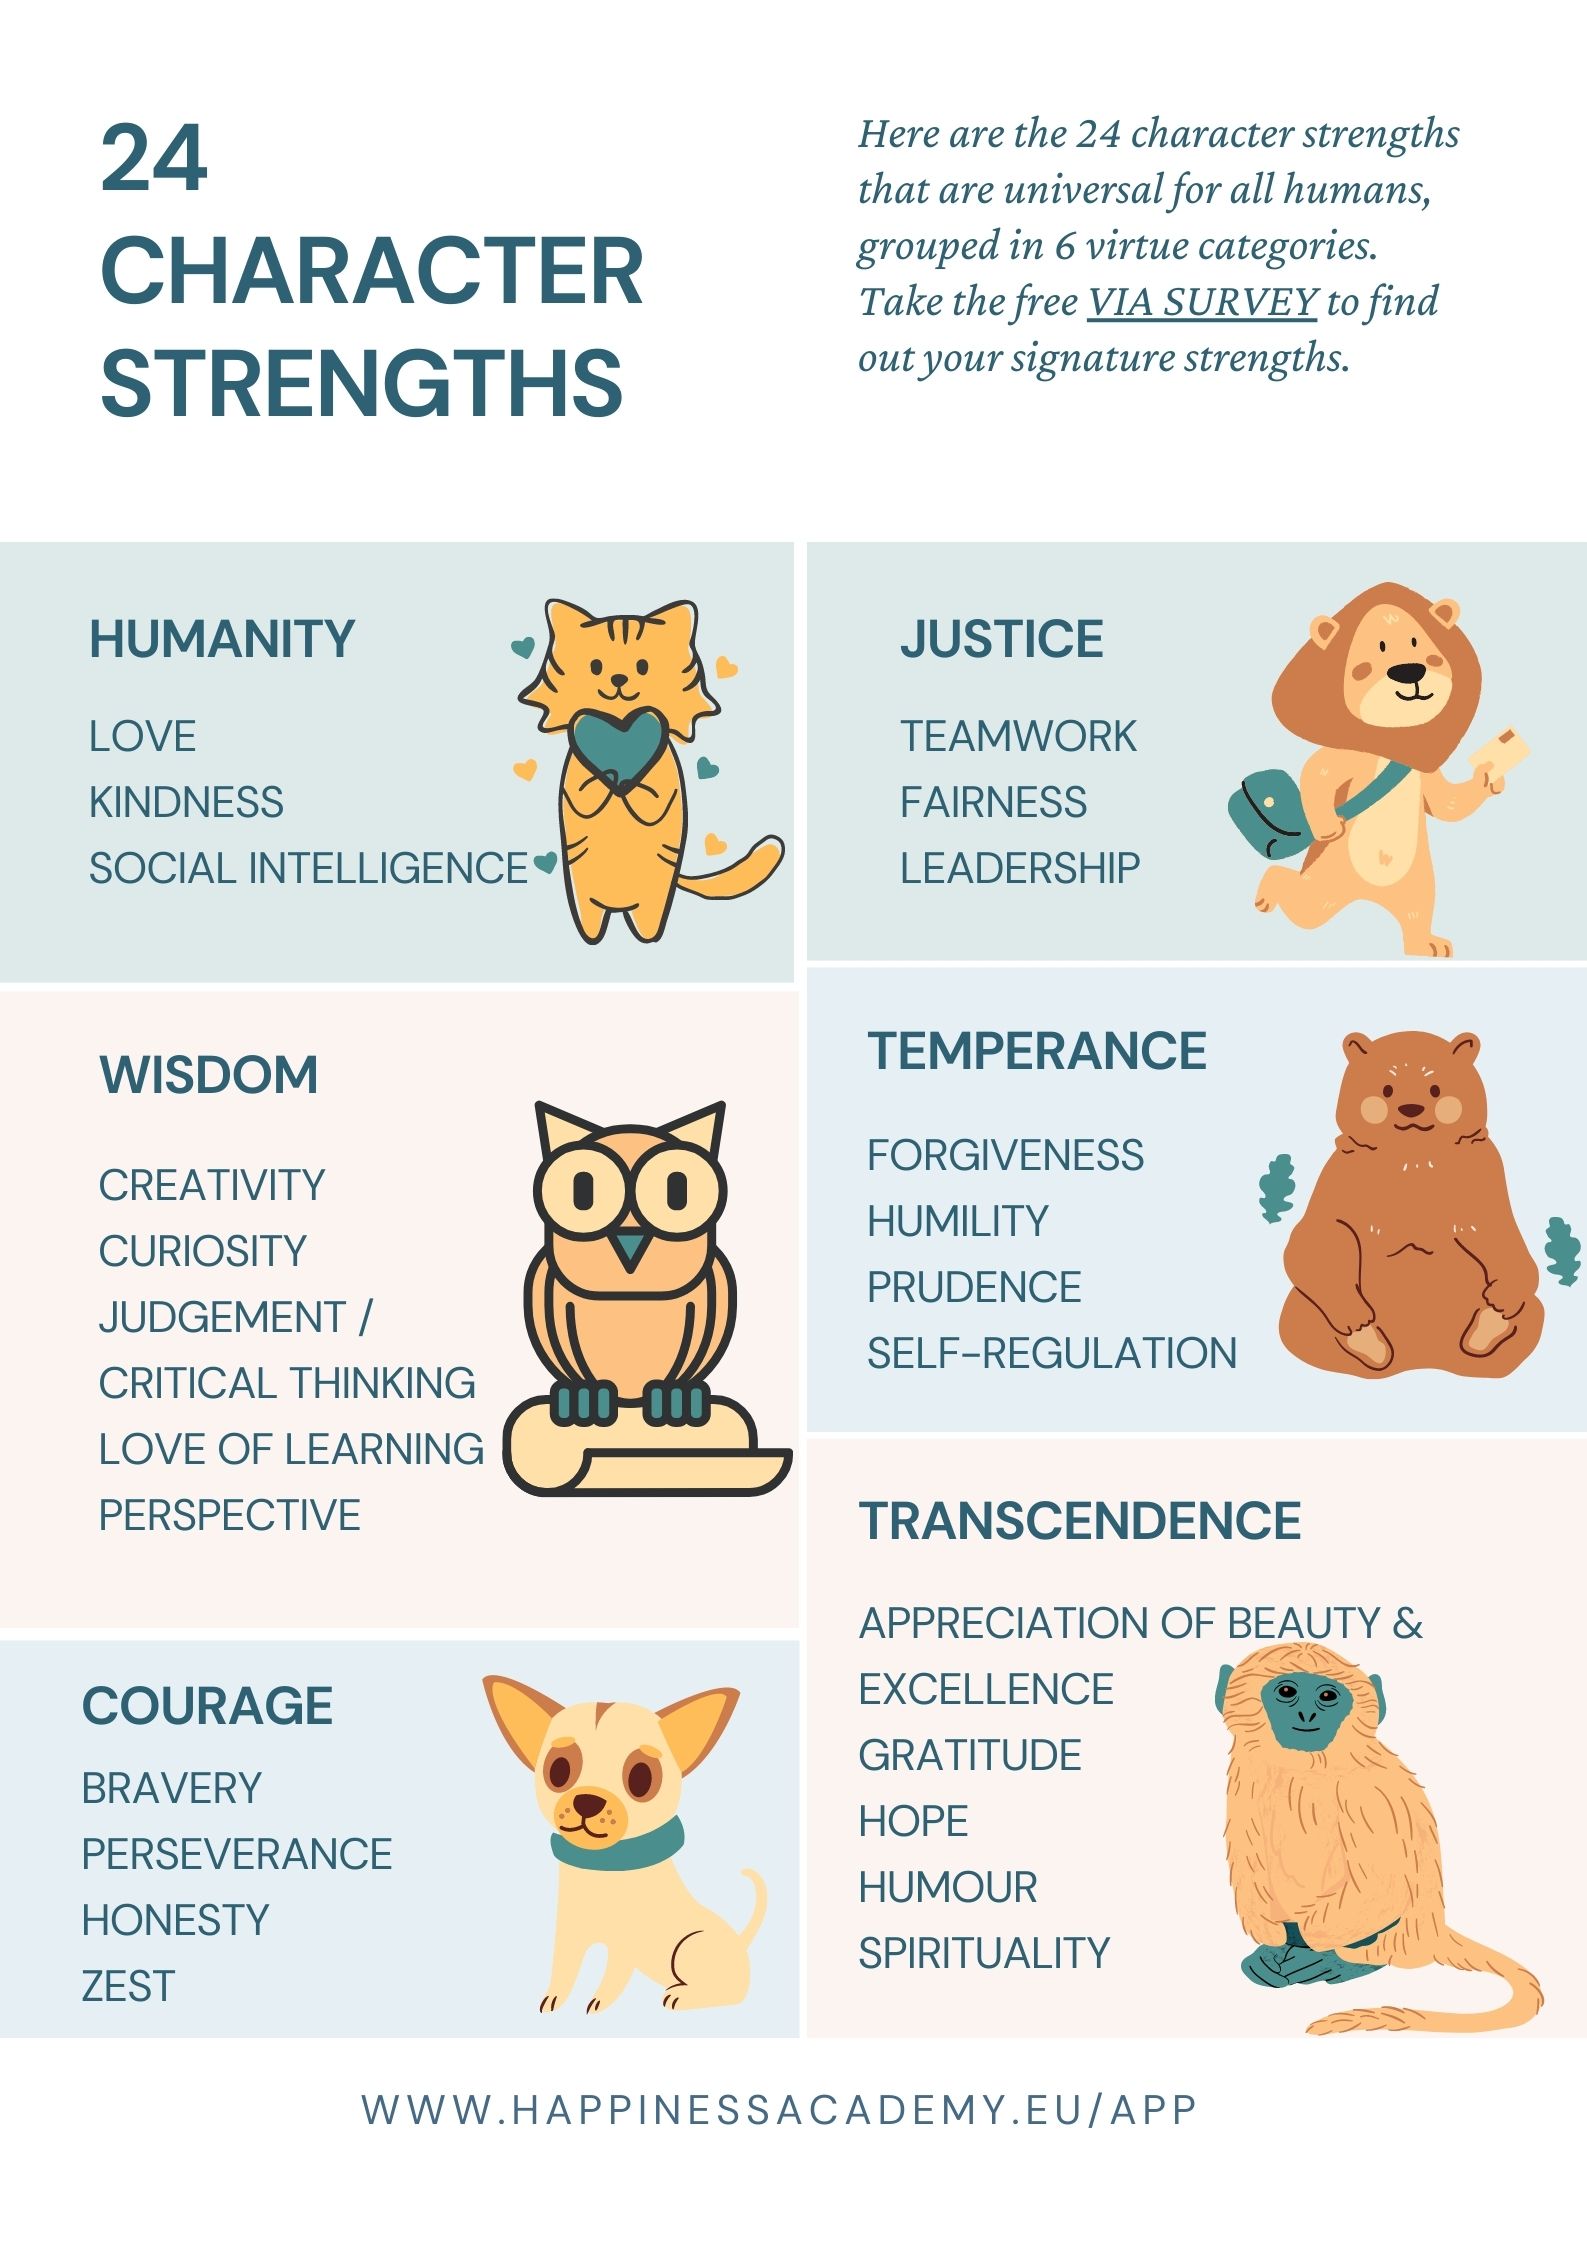 24
CHARACTER
STRENGTHS
Here are the 24 character strengths
that are universal for all humans,
grouped in 6 virtue categories.
Take the free VIA SURVEY to find
out your signature strengths.
HUMANITY
LOVE
KINDNESS
SOCIAL INTELLIGENCE
JUSTICE
TEAMWORK
FAIRNESS
LEADERSHIP
WISDOM
CREATIVITY
CURIOSITY
JUDGEMENT /
CRITICAL THINKING
LOVE OF LEARNING
PERSPECTIVE
TEMPERANCE
FORGIVENESS
HUMILITY
PRUDENCE
SELF-REGULATION
COURAGE
BRAVERY
PERSEVERANCE
HONESTY
ZEST
TRANSCENDENCE
APPRECIATION OF BEAUTY &
EXCELLENCE
GRATITUDE
HOPE
HUMOUR
SPIRITUALITY
WWW.HAPPINESSACADEMY.EU/APP